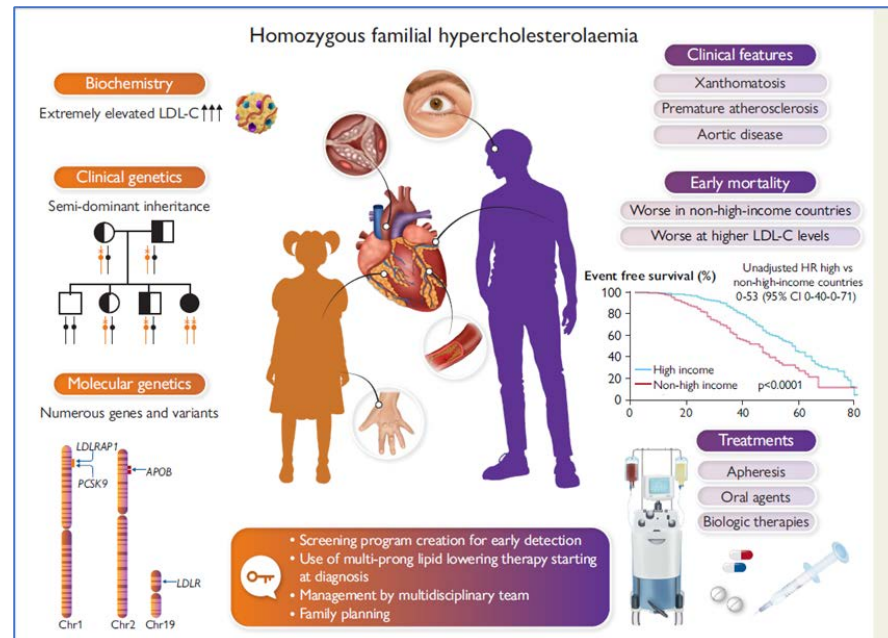 Homozygous familial hypercholesterolaemia
Biochemistry
Extremely elevated LDL-C↑↑↑
Clinical genetics
Semi-dominant inheritance
Molecular genetics
Numerous genes and variants
LDLRAP1
PCSK9
APOB
LDLR
Chr1
Chr2
Chr19
• Screening program creation for early detection
• Use of multi-prong lipid lowering therapy starting
at diagnosis
• Management by multidisciplinary team
• Family planning
Clinical features
Xanthomatosis
Premature atherosclerosis
Aortic disease
Early mortality
Worse in non-high-income countries
Worse at higher LDL-C levels
Event free survival (%)
Unadjusted HR high vs
non-high-income countries
0-53 (95% CI 0-40-0-71)
100
80
60
40
20
0
High income
Non-high income
p<0.0001
0
20
40
60
80
Treatments
Apheresis
Oral agents
Biologic therapies